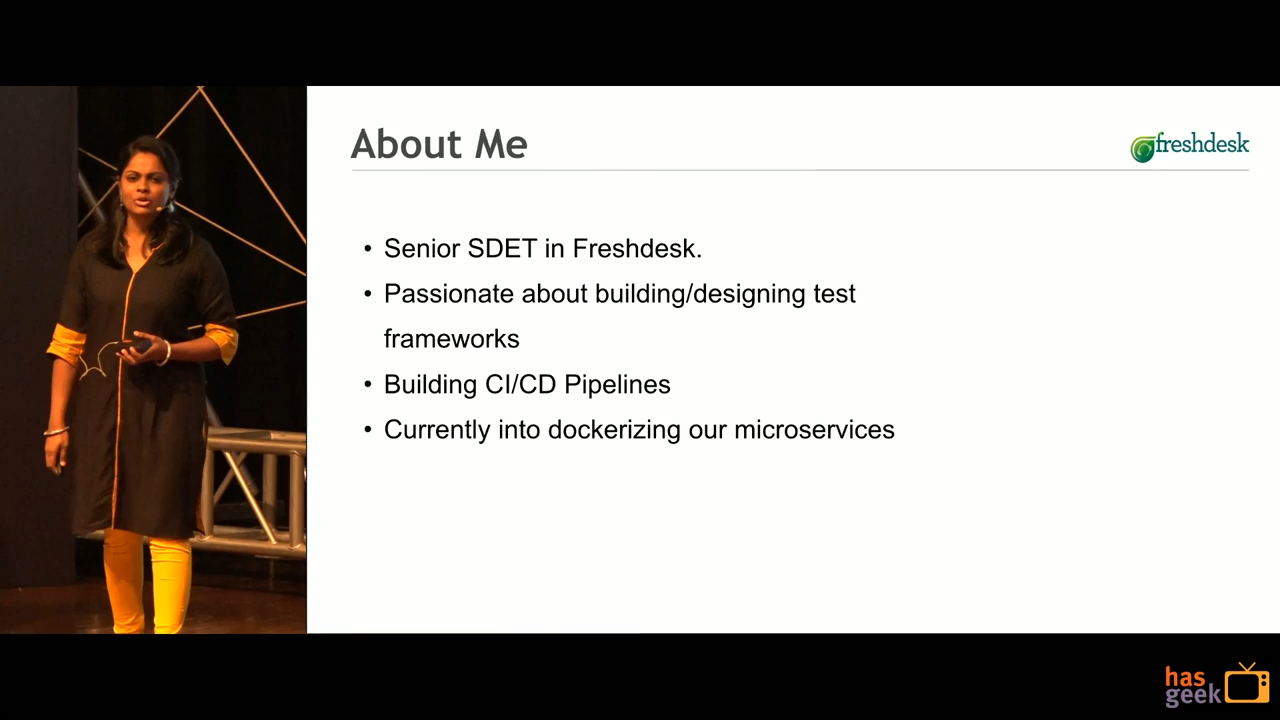 About Me
freshdesk
• Senior SDET in Freshdesk.
• Passionate about building/designing test
frameworks
• Building CI/CD Pipelines
• Currently into dockerizing our microservices
has
geek